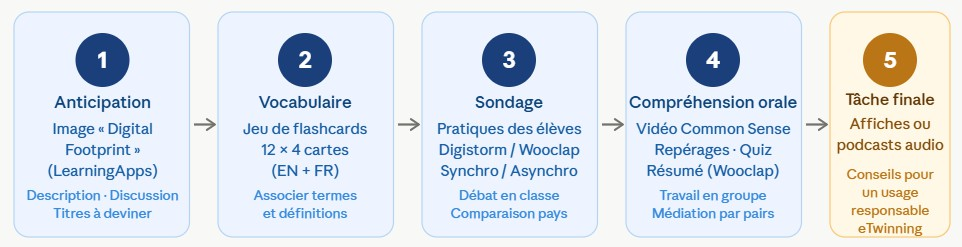 1
Anticipation
Image « Digital
Footprint »
(LearningApps)
Description · Discussion
Titres à deviner
2
Vocabulaire
Jeu de flashcards
12 × 4 cartes
(EN + FR)
Associer termes
et définitions
3
Sondage
Pratiques des élèves
Digistorm / Wooclap
Synchro / Asynchro
Débat en classe
Comparaison pays
4
Compréhension orale
Vidéo Common Sense
Repérages · Quiz
Résumé (Wooclap)
Travail en groupe
Médiation par pairs
5
Tâche finale
Affiches ou
podcasts audio
Conseils pour
un usage
responsable
eTwinning